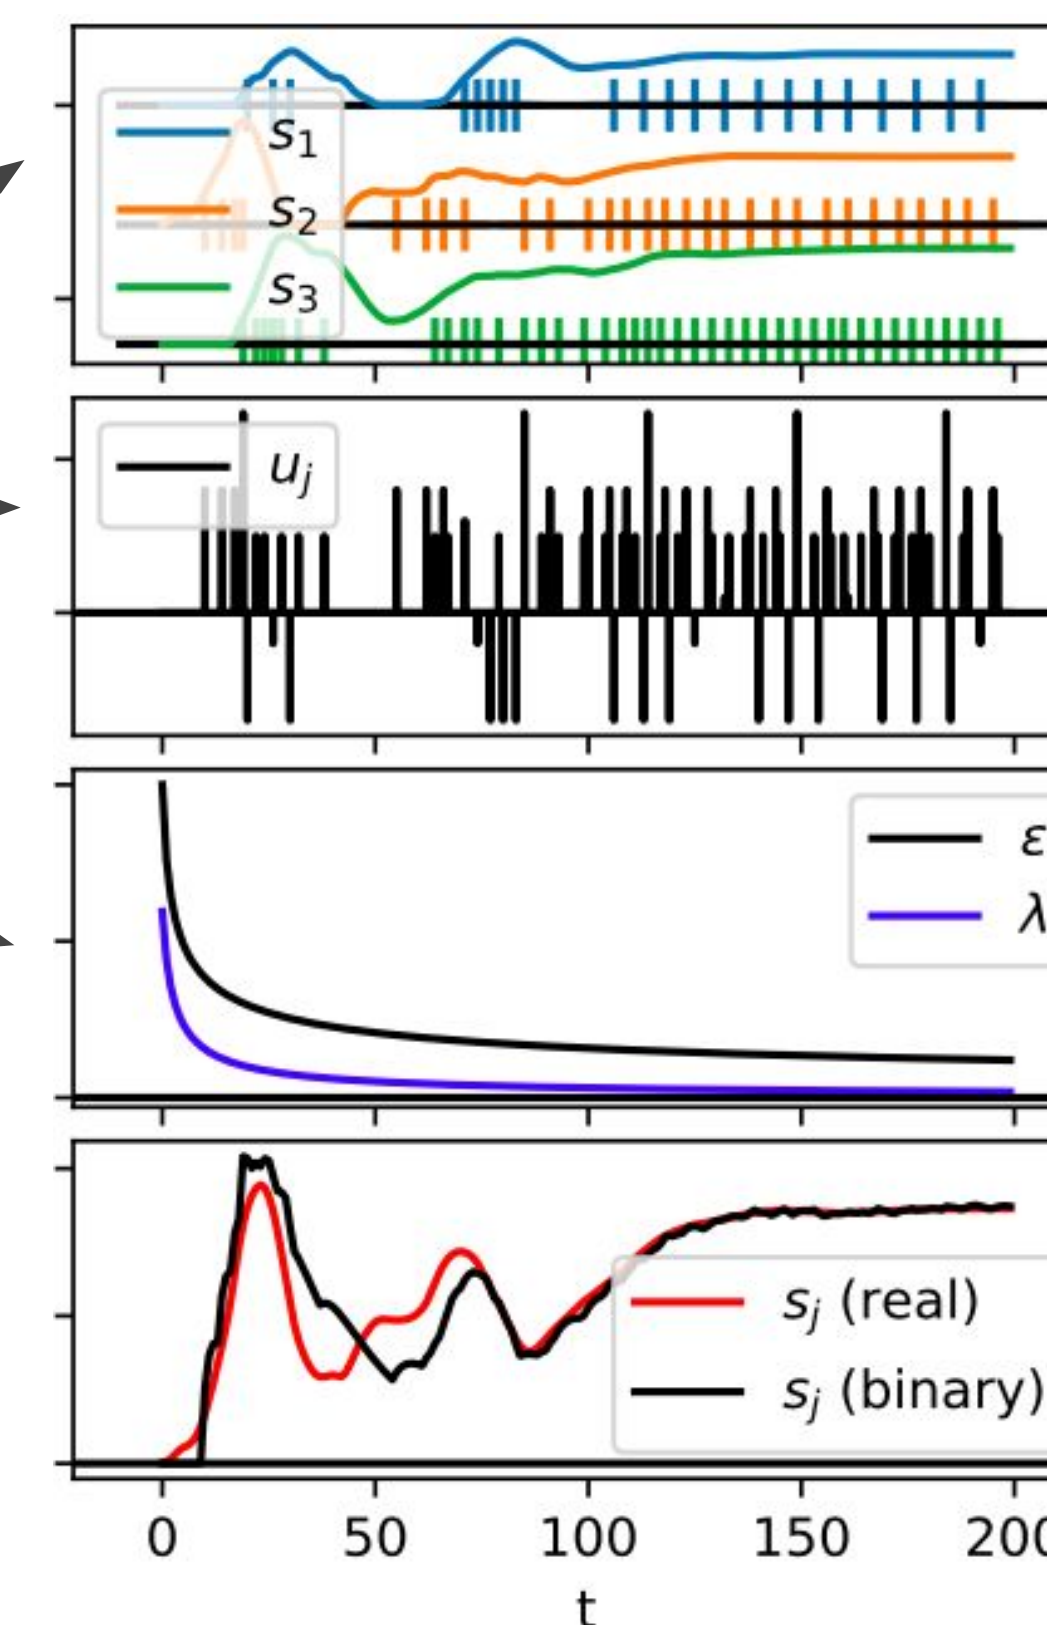 s₁
s₂
s₃
uⱼ
ε
λ
sⱼ (real)
sⱼ (binary)
0 50 100 150 200
t